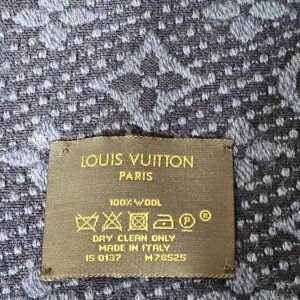 LOUIS VUITTON
PARIS
100% WOOL
P ®
DRY CLEAN ONLY
MADE IN ITALY
IS 0137 M78525